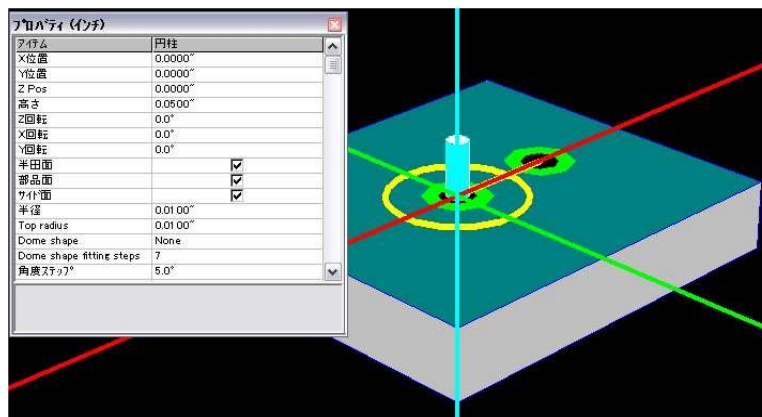 プロパティ (インチ)
アイテム 円柱
X位置 0.0000"
Y位置 0.0000"
Z Pos 0.0000"
高さ 0.0500"
Z回転 0.0°
X回転 0.0°
Y回転 0.0°
半田面
部品面
サイド面
半径 0.0100"
Top radius 0.0100"
Dome shape None
Dome shape fitting steps 7
角度ステップ 5.0°